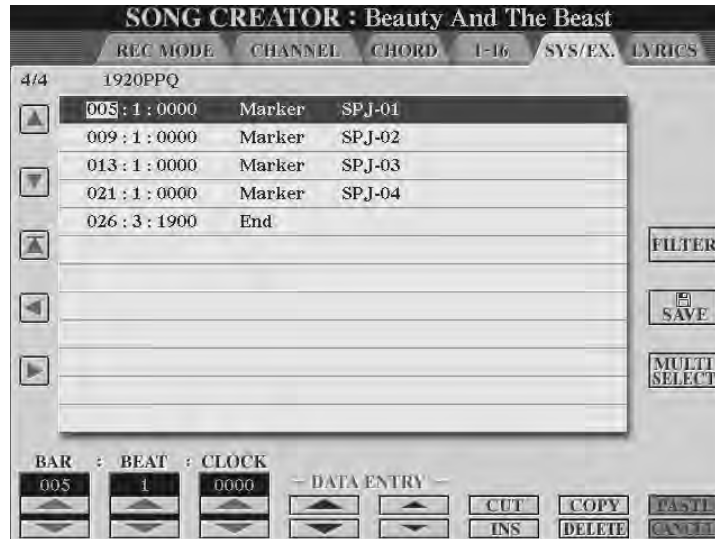 SONG CREATOR : Beauty And The Beast
REC MODE CHANNEL CHORD 1-16 SYS/EX. LYRICS
4/4 1920PPQ
005 : 1 : 0000 Marker SPJ-01
009 : 1 : 0000 Marker SPJ-02
013 : 1 : 0000 Marker SPJ-03
021 : 1 : 0000 Marker SPJ-04
026 : 3 : 1900 End
FILTER
SAVE
MULTI
SELECT
BAR : BEAT : CLOCK
005 1 0000
DATA ENTRY
CUT COPY PASTE
INS DELETE CANCEL